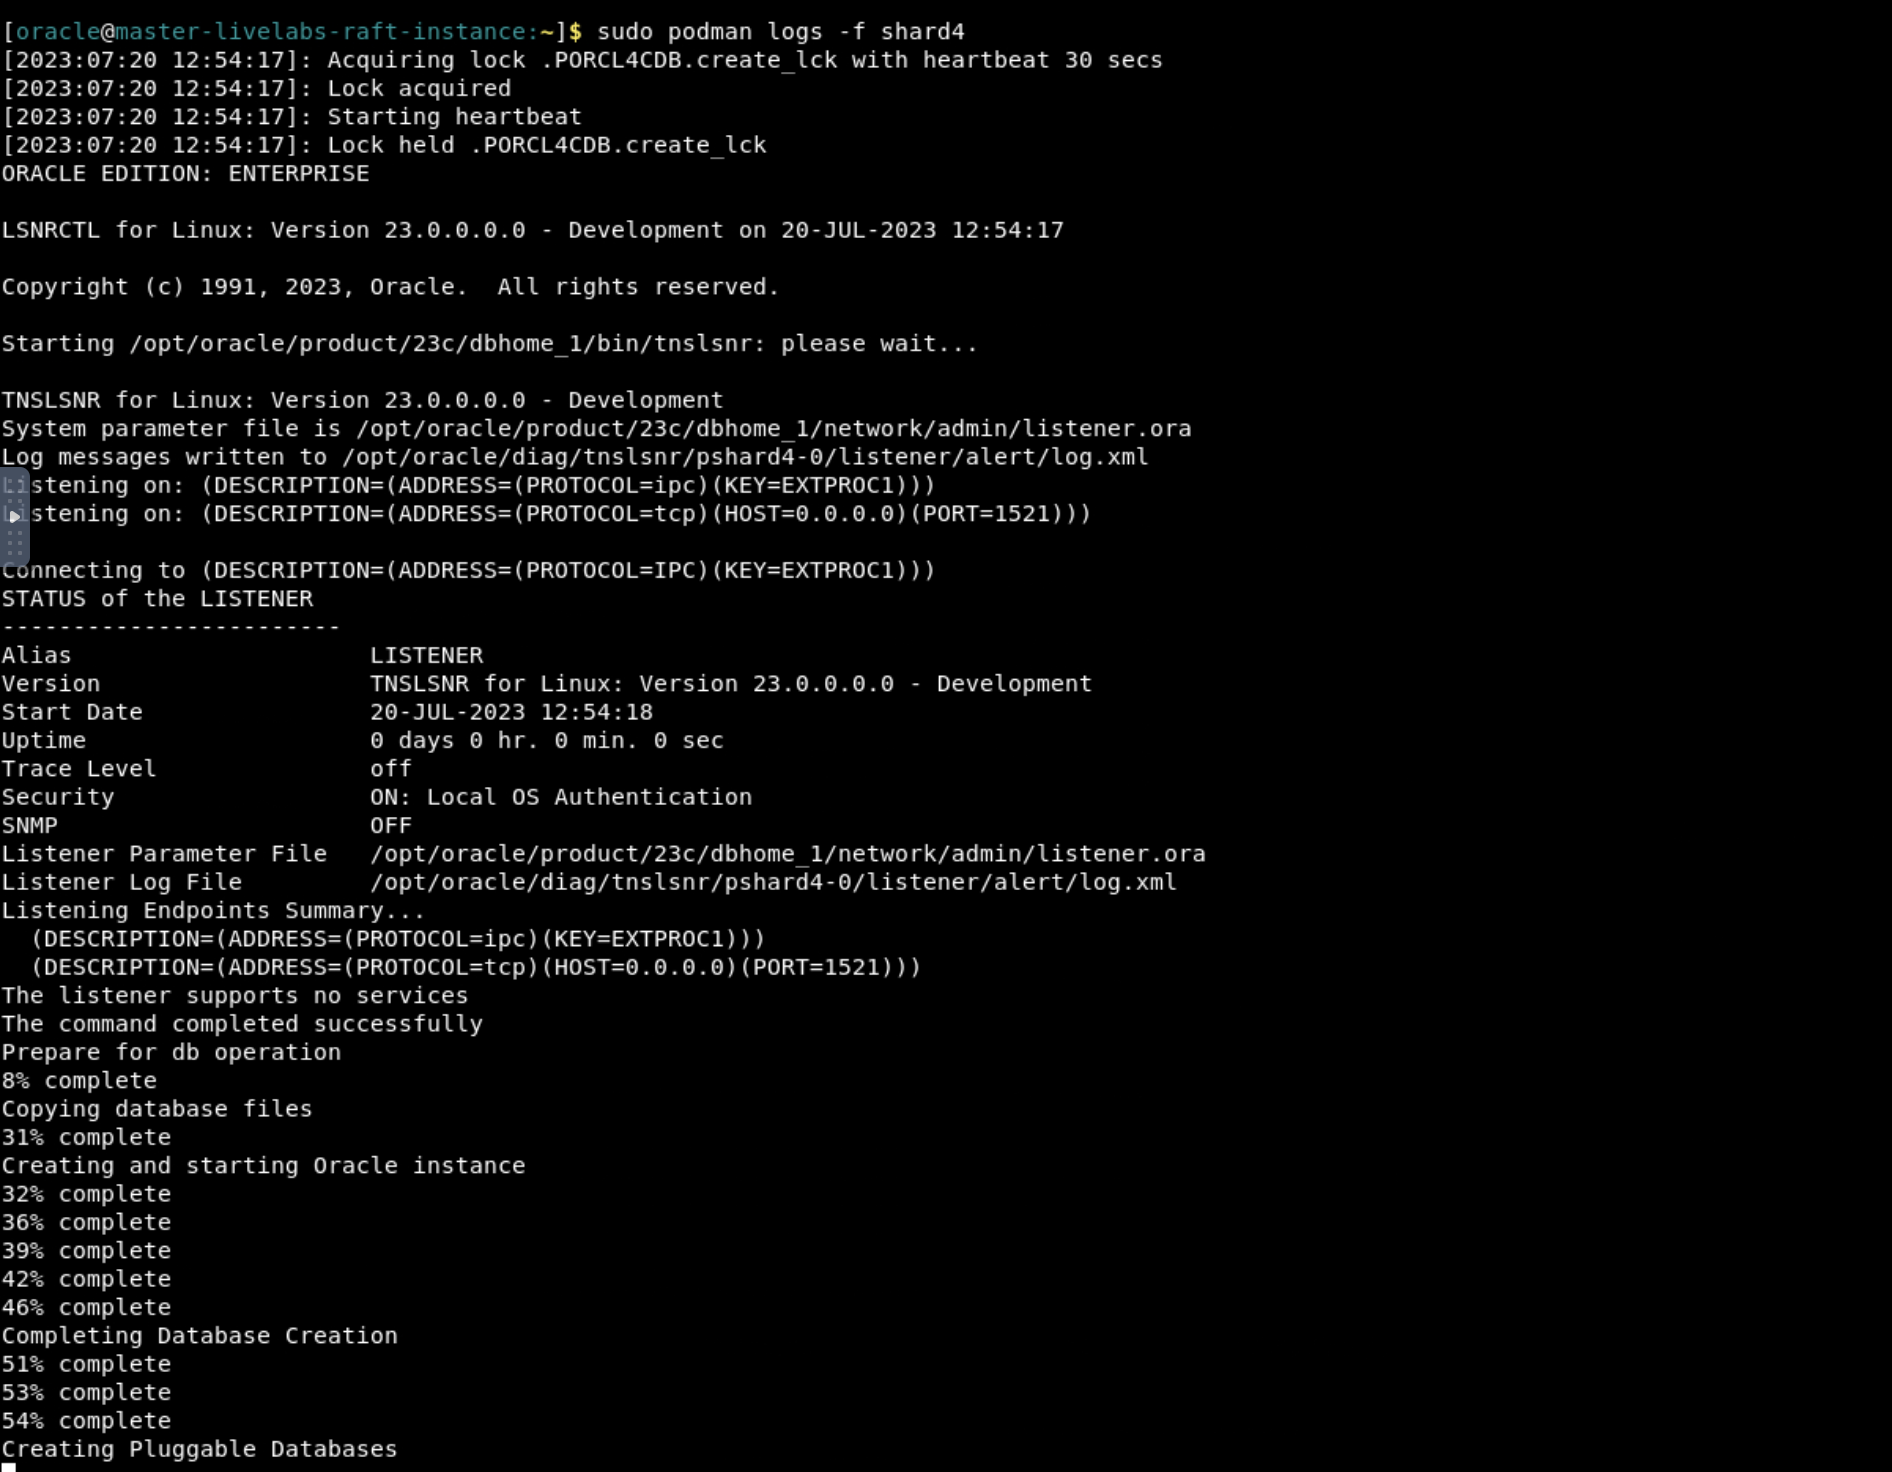 [oracle@master-livelabs-raft-instance:~]$ sudo podman logs -f shard4
[2023:07:20 12:54:17]: Acquiring lock .PORCL4CDB.create_lck with heartbeat 30 secs
[2023:07:20 12:54:17]: Lock acquired
[2023:07:20 12:54:17]: Starting heartbeat
[2023:07:20 12:54:17]: Lock held .PORCL4CDB.create_lck
ORACLE EDITION: ENTERPRISE
LSNRCTL for Linux: Version 23.0.0.0.0 - Development on 20-JUL-2023 12:54:17
Copyright (c) 1991, 2023, Oracle.  All rights reserved.
Starting /opt/oracle/product/23c/dbhome_1/bin/tnslsnr: please wait...
TNSLSNR for Linux: Version 23.0.0.0.0 - Development
System parameter file is /opt/oracle/product/23c/dbhome_1/network/admin/listener.ora
Log messages written to /opt/oracle/diag/tnslsnr/pshard4-0/listener/alert/log.xml
Listening on: (DESCRIPTION=(ADDRESS=(PROTOCOL=ipc)(KEY=EXTPROC1)))
Listening on: (DESCRIPTION=(ADDRESS=(PROTOCOL=tcp)(HOST=0.0.0.0)(PORT=1521)))
Connecting to (DESCRIPTION=(ADDRESS=(PROTOCOL=IPC)(KEY=EXTPROC1)))
STATUS of the LISTENER
------------------------
Alias                     LISTENER
Version                   TNSLSNR for Linux: Version 23.0.0.0.0 - Development
Start Date                20-JUL-2023 12:54:18
Uptime                    0 days 0 hr. 0 min. 0 sec
Trace Level               off
Security                  ON: Local OS Authentication
SNMP                      OFF
Listener Parameter File   /opt/oracle/product/23c/dbhome_1/network/admin/listener.ora
Listener Log File         /opt/oracle/diag/tnslsnr/pshard4-0/listener/alert/log.xml
Listening Endpoints Summary...
  (DESCRIPTION=(ADDRESS=(PROTOCOL=ipc)(KEY=EXTPROC1)))
  (DESCRIPTION=(ADDRESS=(PROTOCOL=tcp)(HOST=0.0.0.0)(PORT=1521)))
The listener supports no services
The command completed successfully
Prepare for db operation
8% complete
Copying database files
31% complete
Creating and starting Oracle instance
32% complete
36% complete
39% complete
42% complete
46% complete
Completing Database Creation
51% complete
53% complete
54% complete
Creating Pluggable Databases